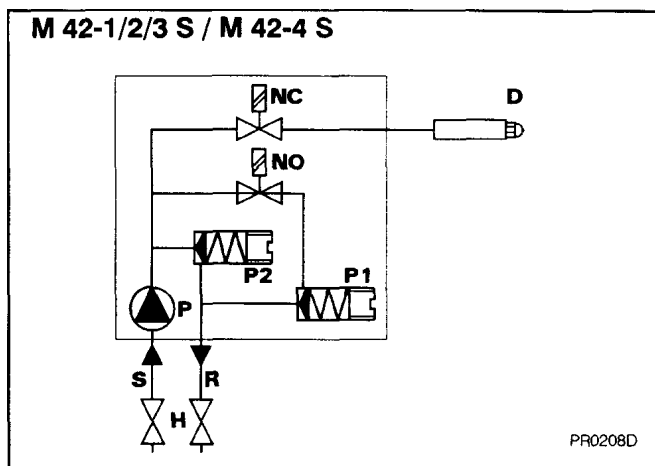 M 42-1/2/3 S / M 42-4 S
NC
D
NO
P2
P1
P
S
R
H
PR0208D